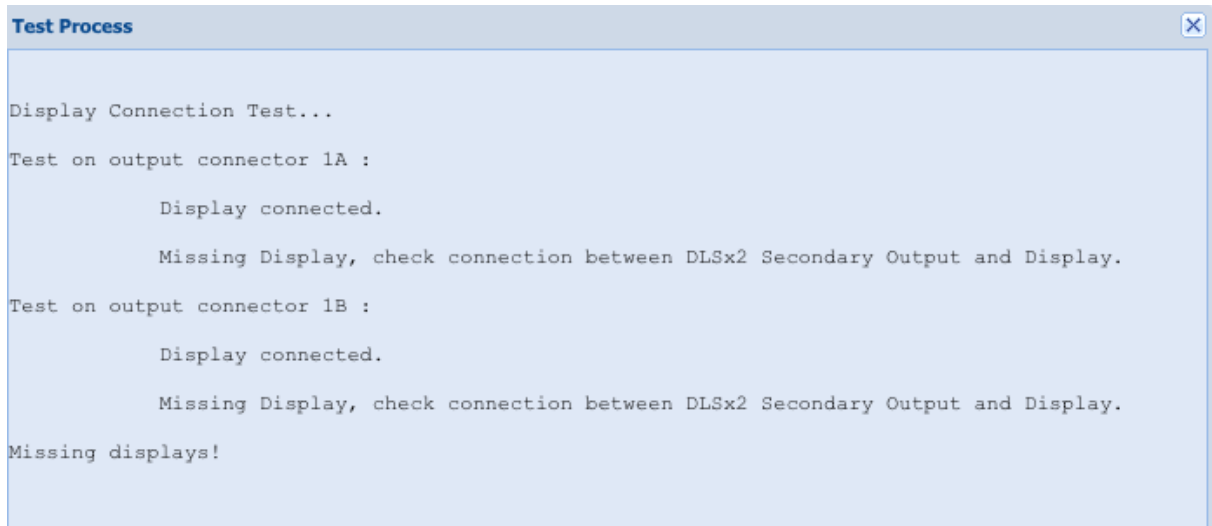 Test Process
Display Connection Test...
Test on output connector 1A :
Display connected.
Missing Display, check connection between DLSx2 Secondary Output and Display.
Test on output connector 1B :
Display connected.
Missing Display, check connection between DLSx2 Secondary Output and Display.
Missing displays!